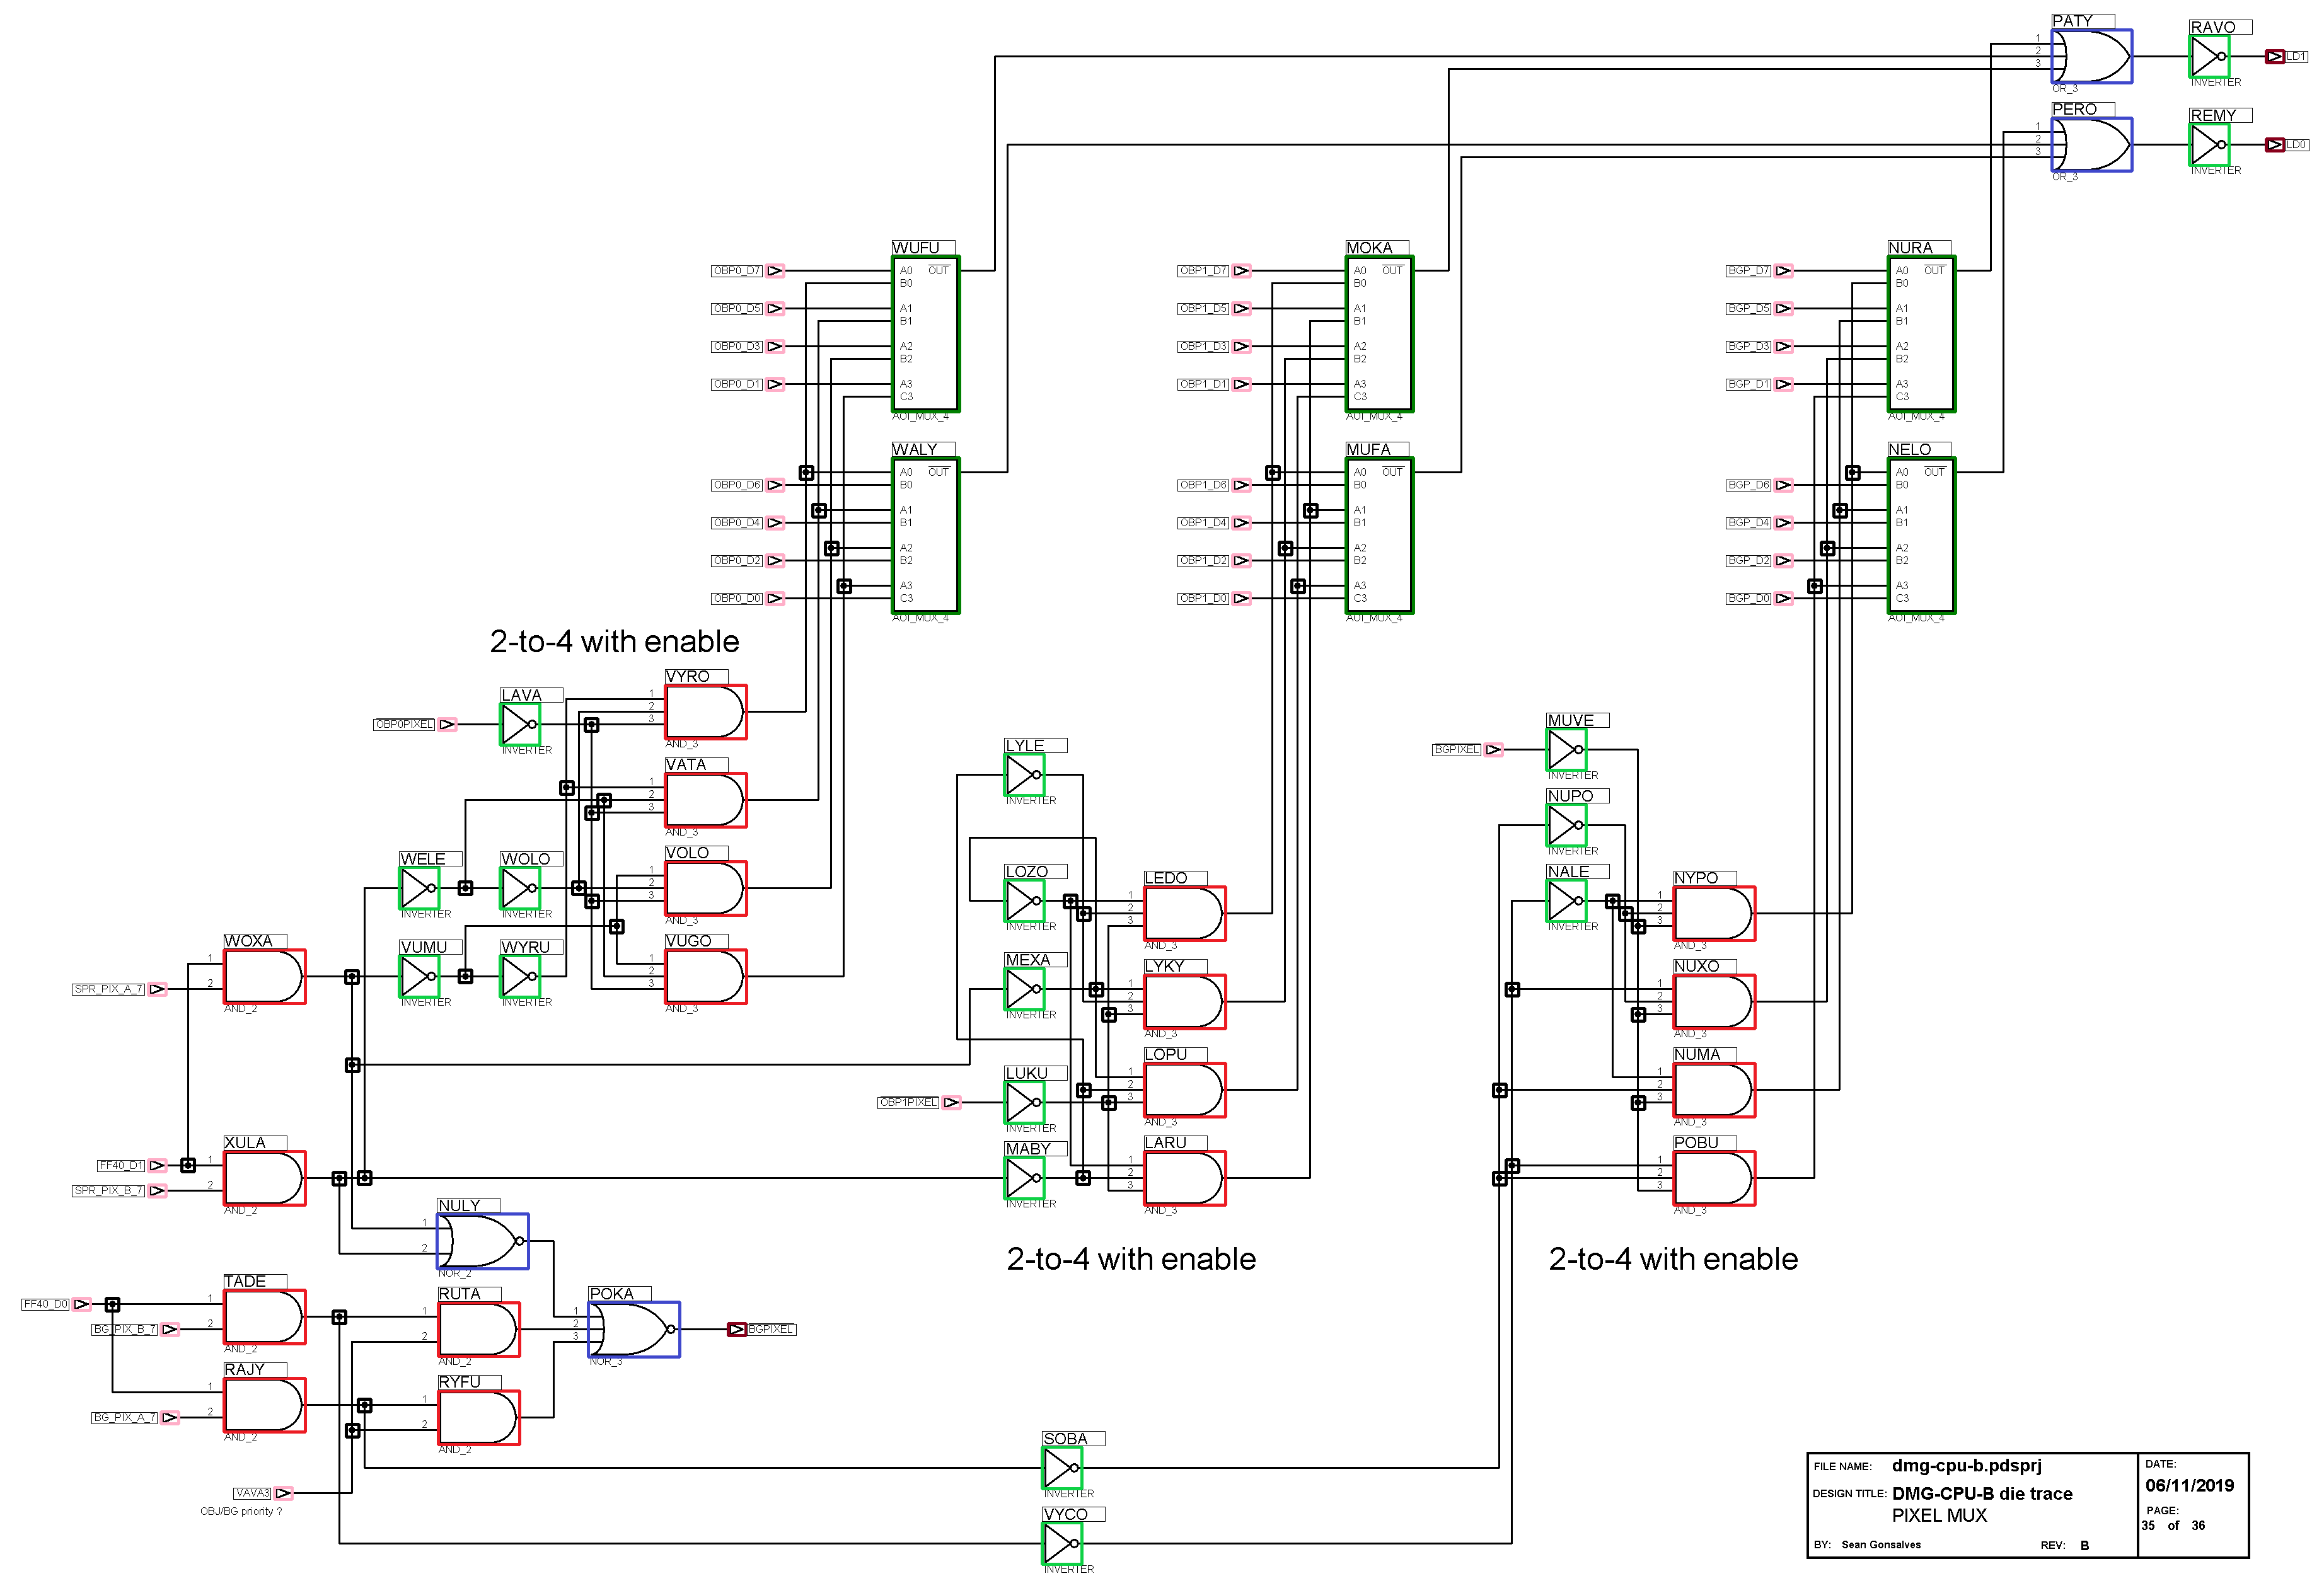 PATY
RAVO
1
2
3
LD1
OR_3
INVERTER
PERO
REMY
1
2
3
LD0
OR_3
INVERTER
WUFU
OBP0_D7
A0
OUT
B0
OBP0_D5
A1
B1
OBP0_D3
A2
B2
OBP0_D1
A3
C3
AOI_MUX_4
MOKA
OBP1_D7
A0
OUT
B0
OBP1_D5
A1
B1
OBP1_D3
A2
B2
OBP1_D1
A3
C3
AOI_MUX_4
NURA
BGP_D7
A0
OUT
B0
BGP_D5
A1
B1
BGP_D3
A2
B2
BGP_D1
A3
C3
AOI_MUX_4
WALY
A0
OUT
OBP0_D6
B0
A1
OBP0_D4
B1
A2
OBP0_D2
B2
A3
OBP0_D0
C3
AOI_MUX_4
MUFA
A0
OUT
OBP1_D6
B0
A1
OBP1_D4
B1
A2
OBP1_D2
B2
A3
OBP1_D0
C3
AOI_MUX_4
NELO
A0
OUT
BGP_D6
B0
A1
BGP_D4
B1
A2
BGP_D2
B2
A3
BGP_D0
C3
AOI_MUX_4
2-to-4 with enable
VYRO
1
2
3
AND_3
LAVA
OBP0PIXEL
INVERTER
VATA
1
2
3
AND_3
WELE
INVERTER
WOLO
INVERTER
VOLO
1
2
3
AND_3
VUMU
INVERTER
WYRU
INVERTER
VUGO
1
2
3
AND_3
WOXA
1
2
SPR_PIX_A_7
AND_2
LYLE
INVERTER
LOZO
INVERTER
LEDO
1
2
3
AND_3
MEXA
INVERTER
LYKY
1
2
3
AND_3
LUKU
OBP1PIXEL
INVERTER
LOPU
1
2
3
AND_3
MABY
INVERTER
LARU
1
2
3
AND_3
2-to-4 with enable
MUVE
BGPIXEL
INVERTER
NUPO
INVERTER
NALE
INVERTER
NYPO
1
2
3
AND_3
NUXO
1
2
3
AND_3
NUMA
1
2
3
AND_3
POBU
1
2
3
AND_3
2-to-4 with enable
XULA
FF40_D1
1
SPR_PIX_B_7
2
AND_2
NULY
1
2
NOR_2
TADE
FF40_D0
1
BG_PIX_B_7
2
AND_2
RUTA
1
2
AND_2
POKA
1
2
3
BGPIXEL
NOR_3
RAJY
1
BG_PIX_A_7
2
AND_2
RYFU
1
2
AND_2
VAVA3
OBJ/BG priority ?
SOBA
INVERTER
VYCO
INVERTER
FILE NAME: dmg-cpu-b.pdsprj
DESIGN TITLE: DMG-CPU-B die trace
PIXEL MUX
BY: Sean Gonsalves
REV: B
DATE:
06/11/2019
PAGE:
35 of 36